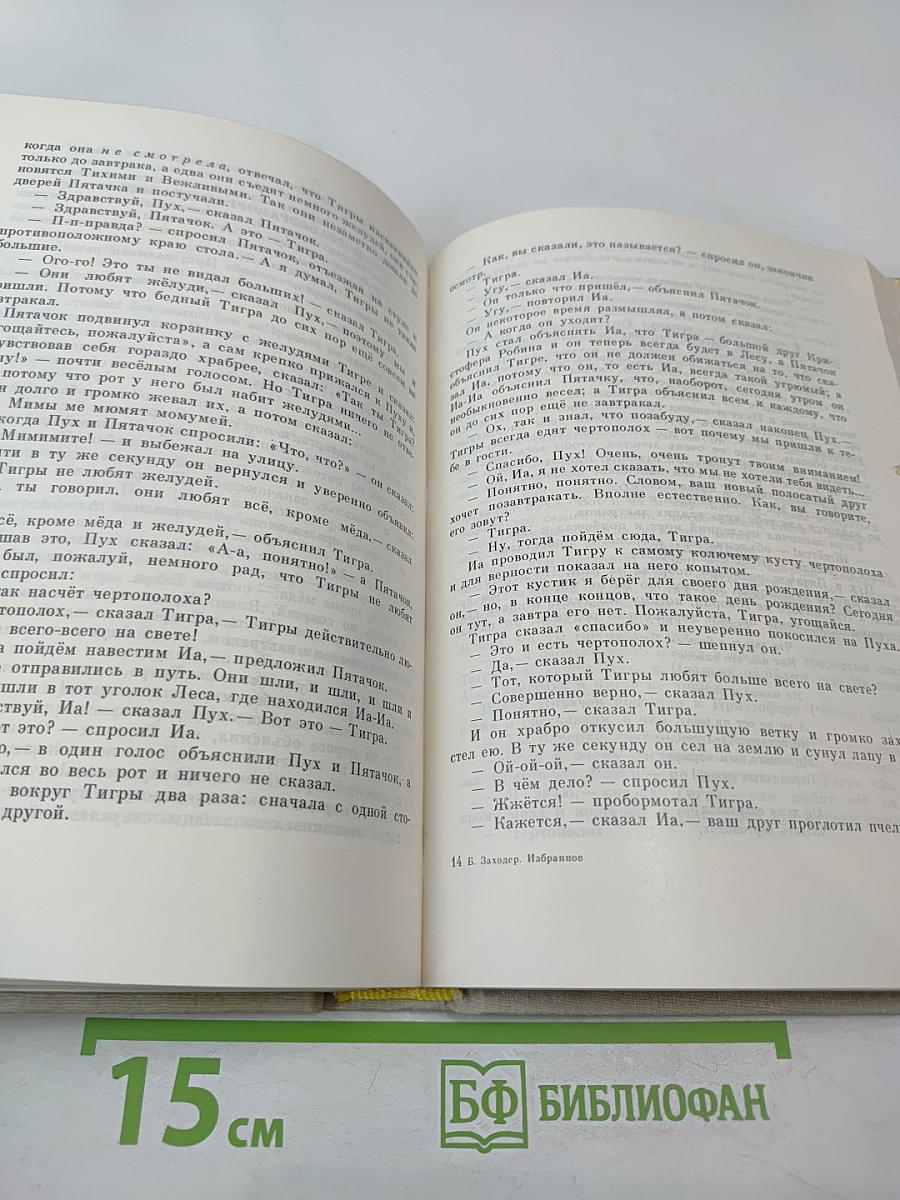 когда она не смотрела, отвечал, что Тигры
только до завтрака, а едва они съедят немного желудей, они
новятся Тихими и Вежливыми. Так они незаметно дошли до
дверей Пятачка и постучали.
— Здравствуй, Пух,— сказал Пятачок.
— Здравствуй, Пятачок. А это — Тигра.
— П-п-правда? — спросил Пятачок, отъезжая на стуле к
противоположному краю стола.— А я думал, Тигры не
большие.
— Ого-го! Это ты не видал больших! — сказал Тигра.
— Они любят жёлуди,— сказал Пух,— поэтому мы и
ришли. Потому что бедный Тигра до сих пор ещё совсем не
втракал.
Пятачок подвинул корзинку с желудями Тигре и сказал:
гощайтесь, пожалуйста», а сам крепко прижался к Пуху и,
увствовав себя гораздо храбрее, сказал: «Так ты Тигра?
ну!» — почти весёлым голосом. Но Тигра ничего не отве-
потому что рот у него был набит желудями...
н долго и громко жевал их, а потом сказал:
Мимы ме мюмят момумей.
когда Пух и Пятачок спросили: «Что, что?» — он сказал:
Мимимите! — и выбежал на улицу.
ти в ту же секунду он вернулся и уверенно объявил:
Тигры не любят желудей.
ты говорил, они любят всё, кроме мёда,— сказал
сё, кроме мёда и желудей,— объяснил Тигра.
шав это, Пух сказал: «А-а, понятно!» — а Пятачок,
был, пожалуй, немного рад, что Тигры не любят
спросил:
так насчёт чертополоха?
тополох,— сказал Тигра,— Тигры действительно лю-
всего-всего на свете!
а пойдём навестим Иа,— предложил Пятачок.
отправились в путь. Они шли, и шли, и шли и
шли в тот уголок Леса, где находился Иа-Иа.
ствуй, Иа! — сказал Пух.— Вот это — Тигра.
от это? — спросил Иа.
о,— в один голос объяснили Пух и Пятачок, а
лся во весь рот и ничего не сказал.
вокруг Тигры два раза: сначала с одной сто-
другой.
— Как, вы сказали, это называется? — спросил он, закончив
осмотр.
— Тигра.
— Угу,— сказал Иа.
— Он только что пришёл,— объяснил Пятачок.
— Угу,— повторил Иа.
Он некоторое время размышлял, а потом сказал:
— А когда он уходит?
Пух стал объяснять Иа, что Тигра — большой друг Кри-
стофера Робина и он теперь всегда будет в Лесу, а Пятачок
объяснил Тигре, что он не должен обижаться на то, что ска-
зал Иа, потому что он, то есть Иа, всегда такой угрюмый; а
Иа-Иа объяснил Пятачку, что, наоборот, сегодня утром он
необыкновенно весел; а Тигра объяснил всем и каждому, что
он до сих пор ещё не завтракал.
— Ох, так и знал, что позабуду,— сказал наконец Пух.—
Тигры всегда едят чертополох — вот почему мы пришли к те-
бе в гости.
— Спасибо, Пух! Очень, очень тронут твоим вниманием!
— Ой, Иа, я не хотел сказать, что мы не хотели тебя видеть...
— Понятно, понятно. Словом, ваш новый полосатый друг
хочет позавтракать. Вполне естественно. Как, вы говорите,
его зовут?
— Тигра.
— Ну, тогда пойдём сюда, Тигра.
Иа проводил Тигру к самому колючему кусту чертополоха
и для верности показал на него копытом.
— Этот кустик я берёг для своего дня рождения,— сказал
он,— но, в конце концов, что такое день рождения? Сегодня
он тут, а завтра его нет. Пожалуйста, Тигра, угощайся.
Тигра сказал «спасибо» и неуверенно покосился на Пуха.
— Это и есть чертополох? — шепнул он.
— Да,— сказал Пух.
— Тот, который Тигры любят больше всего на свете?
— Совершенно верно,— сказал Пух.
— Понятно,— сказал Тигра.
И он храбро откусил большущую ветку и громко зах
стел ею. В ту же секунду он сел на землю и сунул лапу в
— Ой-ой-ой,— сказал он.
— В чём дело? — спросил Пух.
— Жжётся! — пробормотал Тигра.
— Кажется,— сказал Иа,— ваш друг проглотил пчел
14 Б. Заходер. Избранное
15 см
БФ БИБЛИОФАН